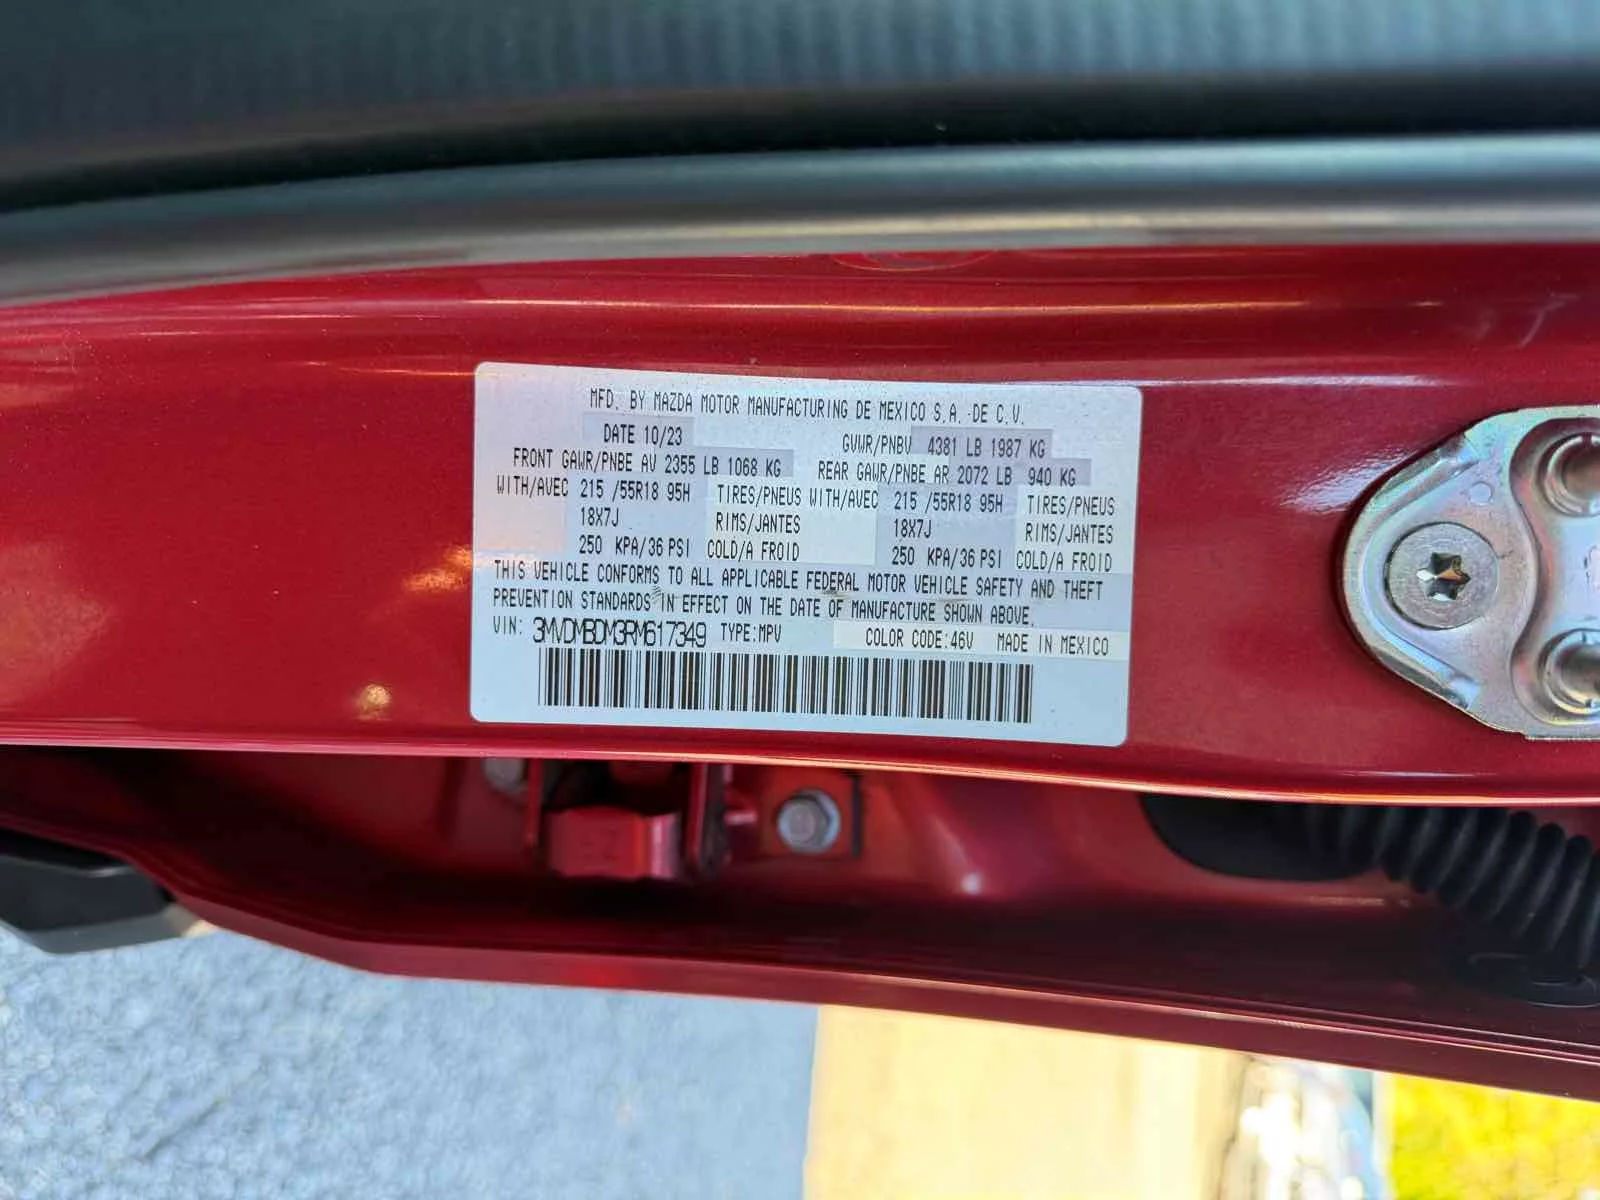 MFD. BY MAZDA MOTOR MANUFACTURING DE MEXICO S.A. DE C.V.
DATE 10/23 GVWR/PNBV 4381 LB 1987 KG
FRONT GAWR/PNBE AV 2355 LB 1068 KG REAR GAWR/PNBE AR 2072 LB 940 KG
WITH/AVEC 215 /55R18 95H TIRES/PNEUS WITH/AVEC 215 /55R18 95H TIRES/PNEUS
18X7J RIMS/JANTES 18X7J RIMS/JANTES
250 KPA/36 PSI COLD/A FROID 250 KPA/36 PSI COLD/A FROID
THIS VEHICLE CONFORMS TO ALL APPLICABLE FEDERAL MOTOR VEHICLE SAFETY AND THEFT
PREVENTION STANDARDS IN EFFECT ON THE DATE OF MANUFACTURE SHOWN ABOVE.
VIN: 3MVDMBDM3RM617349 TYPE:MPV COLOR CODE:46V MADE IN MEXICO